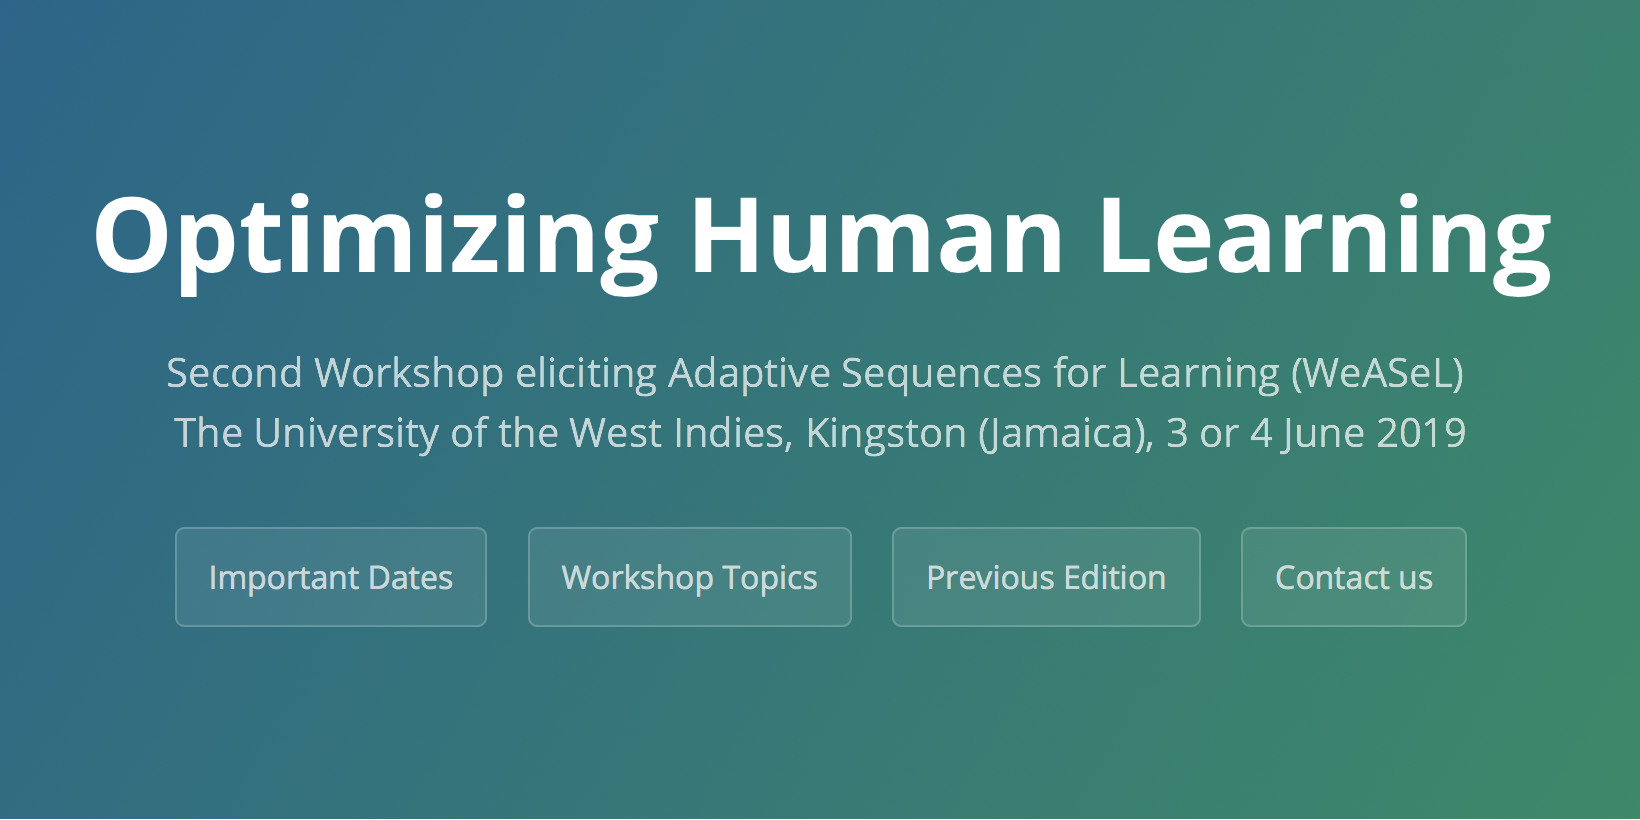 Optimizing Human Learning
Second Workshop eliciting Adaptive Sequences for Learning (WeASeL)
The University of the West Indies, Kingston (Jamaica), 3 or 4 June 2019
Important Dates
Workshop Topics
Previous Edition
Contact us